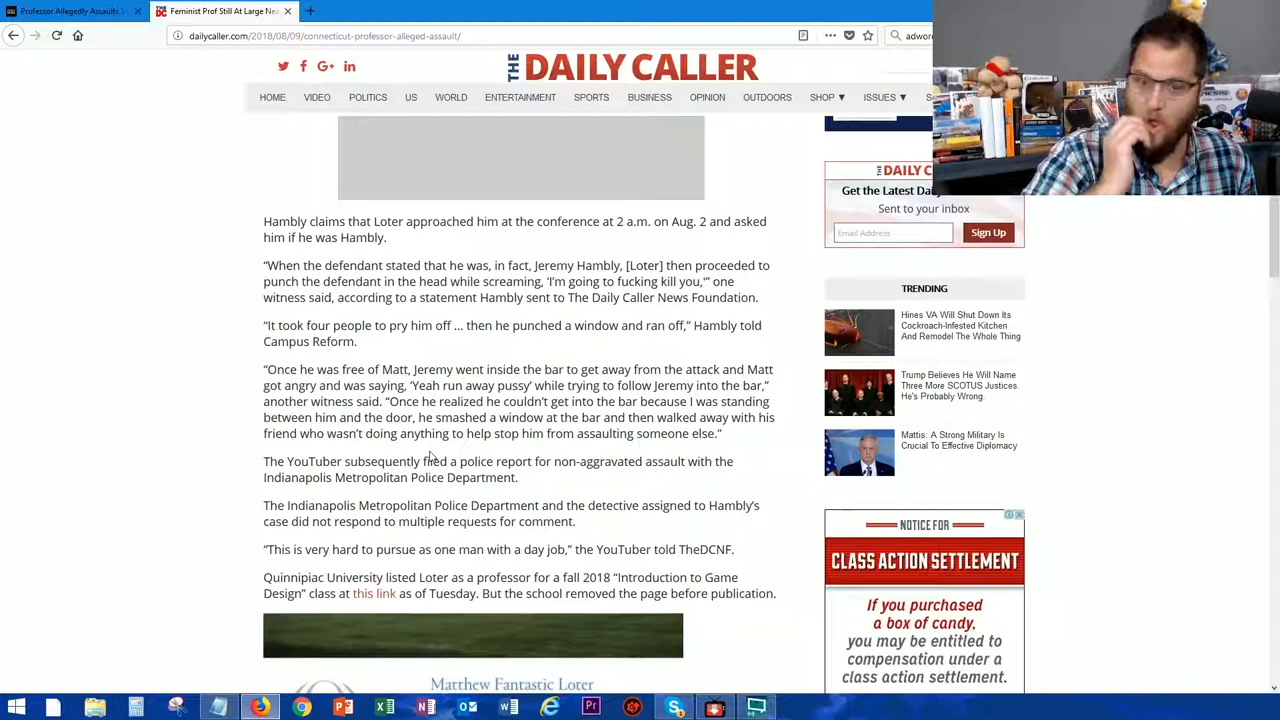 Professor Allegedly Assaults
Feminist Prof Still At Large Nea
dailycaller.com/2018/08/09/connecticut-professor-alleged-assault/
adwor
THE DAILY CALLER
HOME VIDEO POLITICS US WORLD ENTERTAINMENT SPORTS BUSINESS OPINION OUTDOORS SHOP ▼ ISSUES ▼
Hambly claims that Loter approached him at the conference at 2 a.m. on Aug. 2 and asked
him if he was Hambly.
“When the defendant stated that he was, in fact, Jeremy Hambly, [Loter] then proceeded to
punch the defendant in the head while screaming, ‘I’m going to fucking kill you,'” one
witness said, according to a statement Hambly sent to The Daily Caller News Foundation.
“It took four people to pry him off … then he punched a window and ran off,” Hambly told
Campus Reform.
“Once he was free of Matt, Jeremy went inside the bar to get away from the attack and Matt
got angry and was saying, ‘Yeah run away pussy’ while trying to follow Jeremy into the bar,”
another witness said. “Once he realized he couldn’t get into the bar because I was standing
between him and the door, he smashed a window at the bar and then walked away with his
friend who wasn’t doing anything to help stop him from assaulting someone else.”
The YouTuber subsequently filed a police report for non-aggravated assault with the
Indianapolis Metropolitan Police Department.
The Indianapolis Metropolitan Police Department and the detective assigned to Hambly’s
case did not respond to multiple requests for comment.
“This is very hard to pursue as one man with a day job,” the YouTuber told TheDCNF.
Quinnipiac University listed Loter as a professor for a fall 2018 “Introduction to Game
Design” class at this link as of Tuesday. But the school removed the page before publication.
Matthew Fantastic Loter
THE DAILY C
Get the Latest Dai
Sent to your inbox
Email Address
Sign Up
TRENDING
Hines VA Will Shut Down Its
Cockroach-Infested Kitchen
And Remodel The Whole Thing
Trump Believes He Will Name
Three More SCOTUS Justices.
He's Probably Wrong.
Mattis: A Strong Military Is
Crucial To Effective Diplomacy
NOTICE FOR
CLASS ACTION SETTLEMENT
If you purchased
a box of candy,
you may be entitled to
compensation under a
class action settlement.